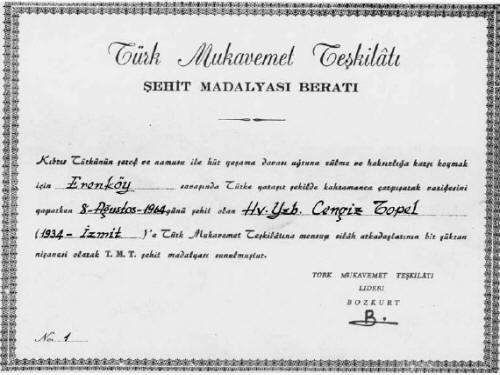 Türk Mukavemet Teşkilâtı
ŞEHİT MADALYASI BERATI
Kıbrıs Türkünün şeref ve namusu ile hür yaşama davası uğruna zülme ve haksızlığa karşı koymak
için Erenköy savaşında Türke yaraşır şekilde kahramanca çarpışarak vazifesini
yaparken 8-Ağustos-1964 günü şehit olan Hv. Yzb. Cengiz Topel
(1934 - İzmit)'e Türk Mukavemet Teşkilâtına mensup silâh arkadaşlarının bir şükran
nişanesi olarak T. M. T. şehit madalyası sunulmuştur.
TÜRK MUKAVEMET TEŞKİLATI
LİDERİ
BOZKURT
B.
No: 1